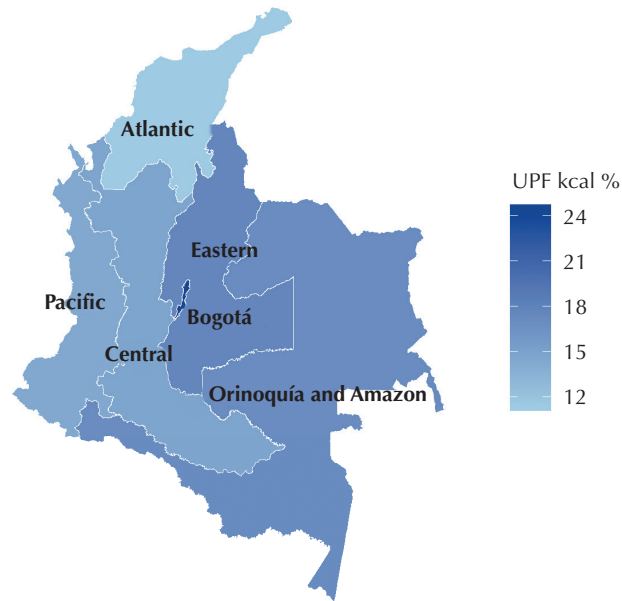 Atlantic
UPF kcal %
24
21
18
15
12
Eastern
Pacific
Bogotá
Central
Orinoquía and Amazon